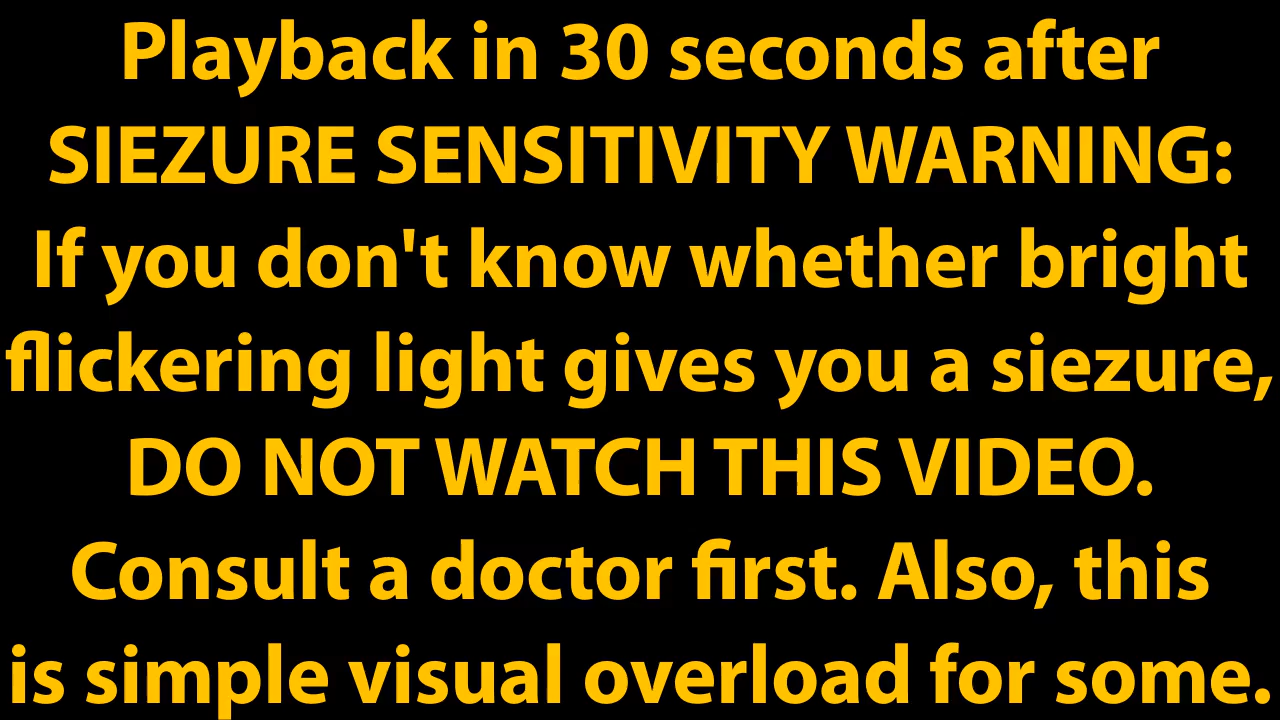 Playback in 30 seconds after
SIEZURE SENSITIVITY WARNING:
If you don't know whether bright
flickering light gives you a siezure,
DO NOT WATCH THIS VIDEO.
Consult a doctor first. Also, this
is simple visual overload for some.